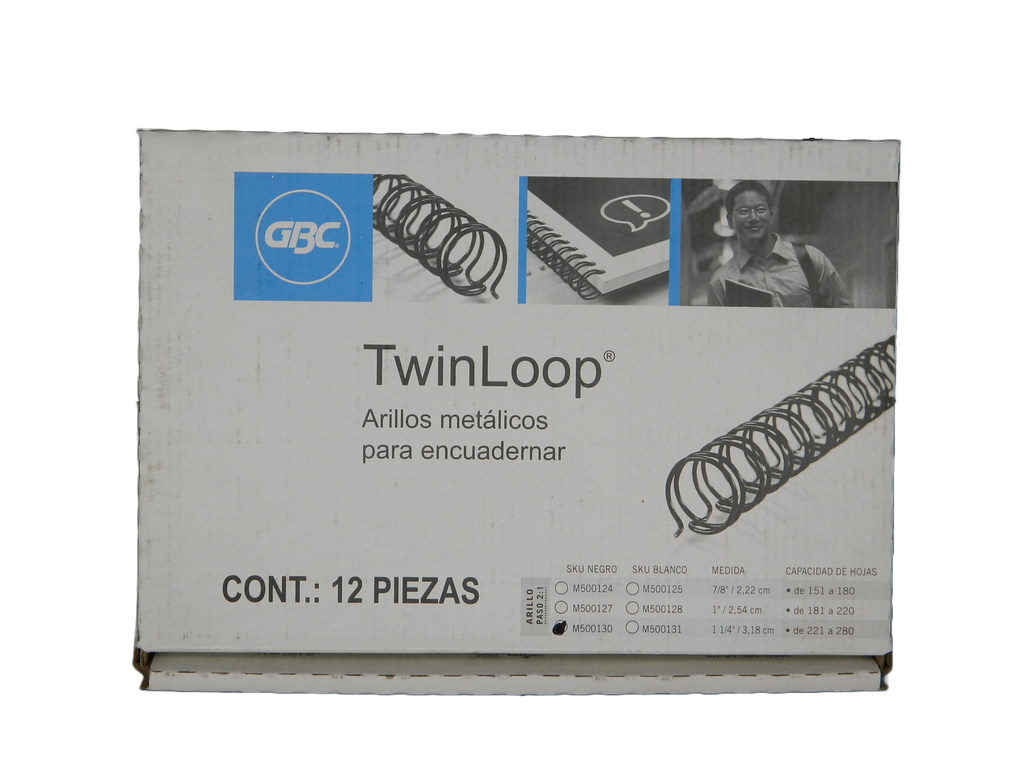 GBC®
TwinLoop®
Arillos metálicos
para encuadernar
CONT.: 12 PIEZAS
ARILLO
PASO 2:1
SKU NEGRO SKU BLANCO MEDIDA CAPACIDAD DE HOJAS
M500124 M500125 7/8" / 2,22 cm • de 151 a 180
M500127 M500128 1" / 2,54 cm • de 181 a 220
M500130 M500131 1 1/4" / 3,18 cm • de 221 a 280